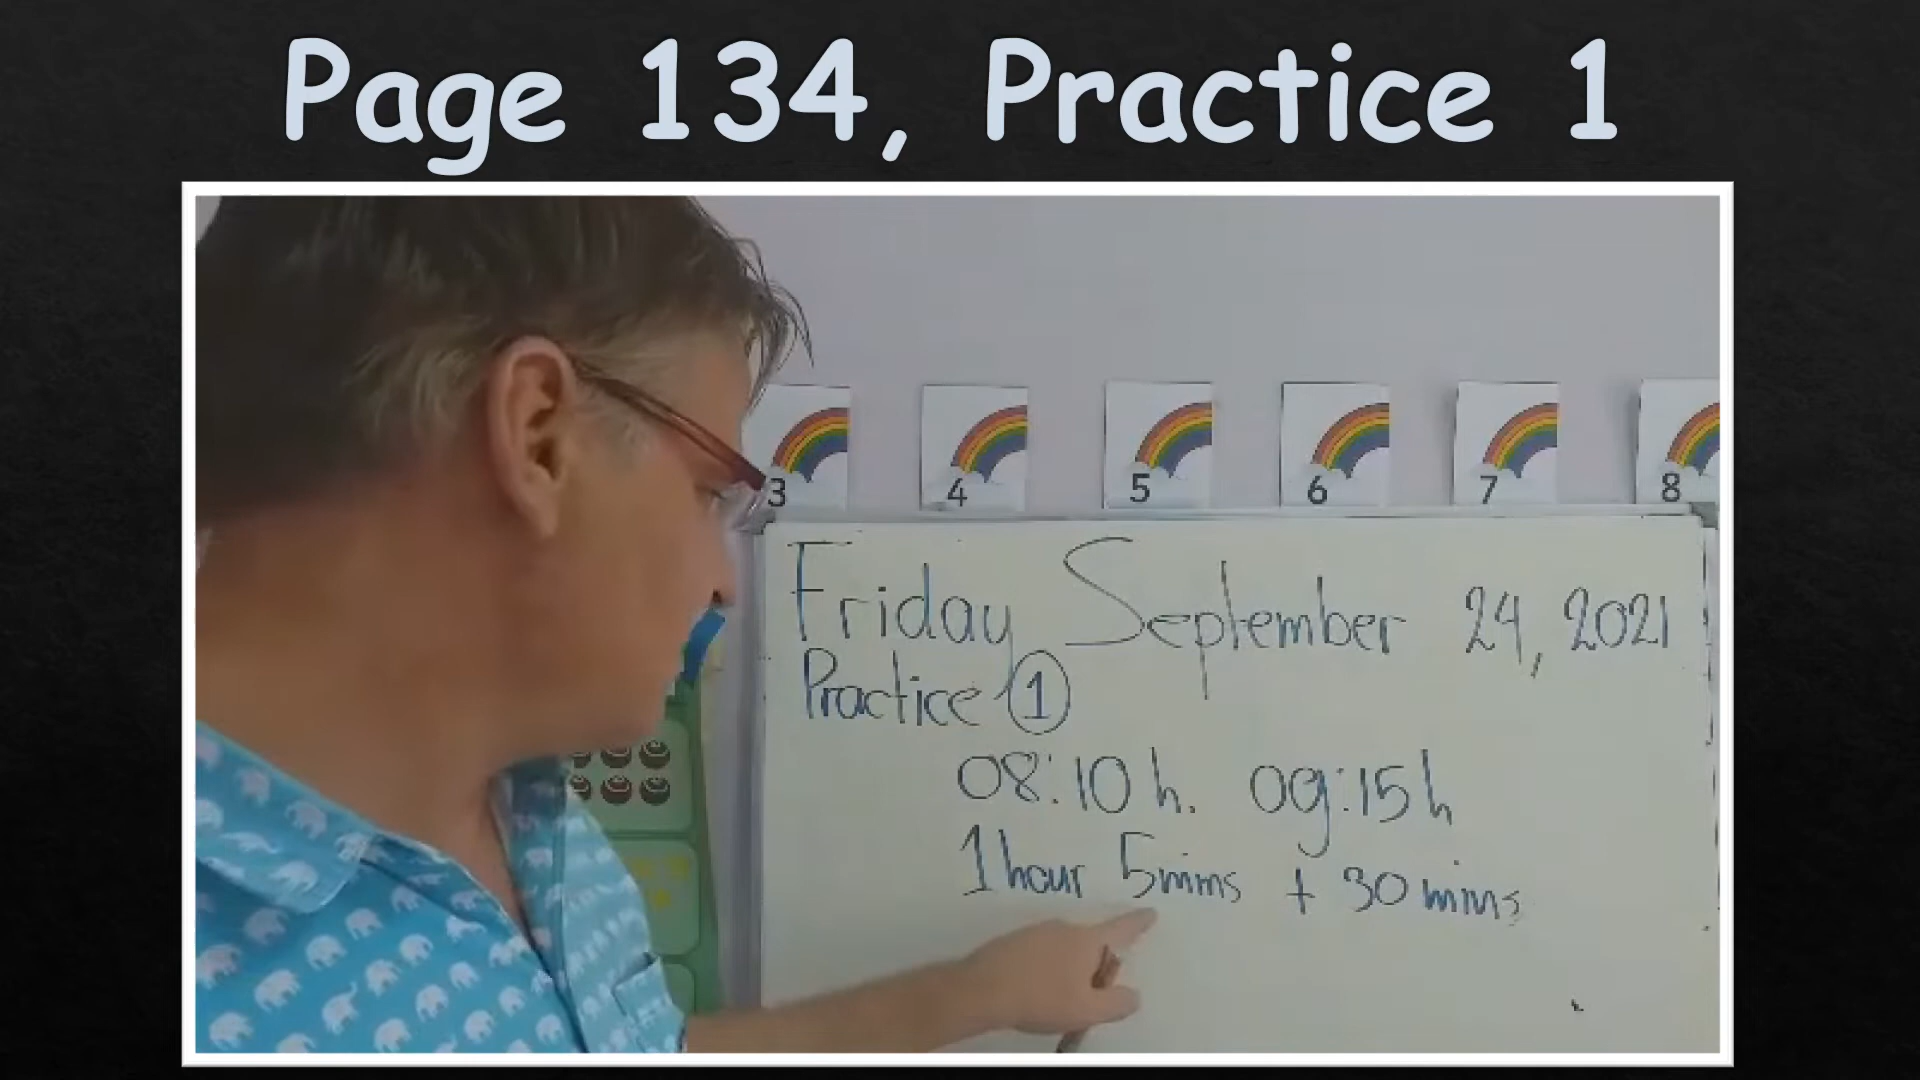 Page 134, Practice 1
3 4 5 6 7 8
Friday September 24, 2021
Practice 1
08:10 h. 09:15 h
1 hour 5 mins + 30 mins